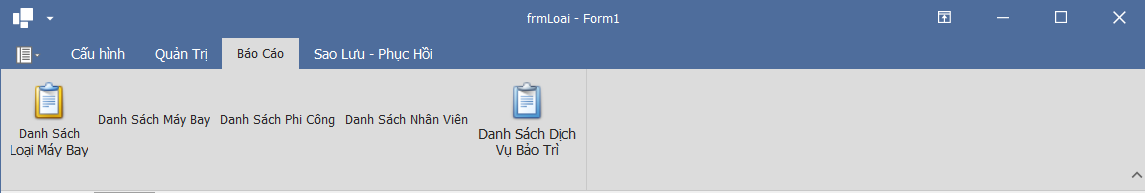 frmLoai - Form1
Cấu hình Quản Trị Báo Cáo Sao Lưu - Phục Hồi
Danh Sách
Loại Máy Bay
Danh Sách Máy Bay
Danh Sách Phi Công
Danh Sách Nhân Viên
Danh Sách Dịch
Vụ Bảo Trì